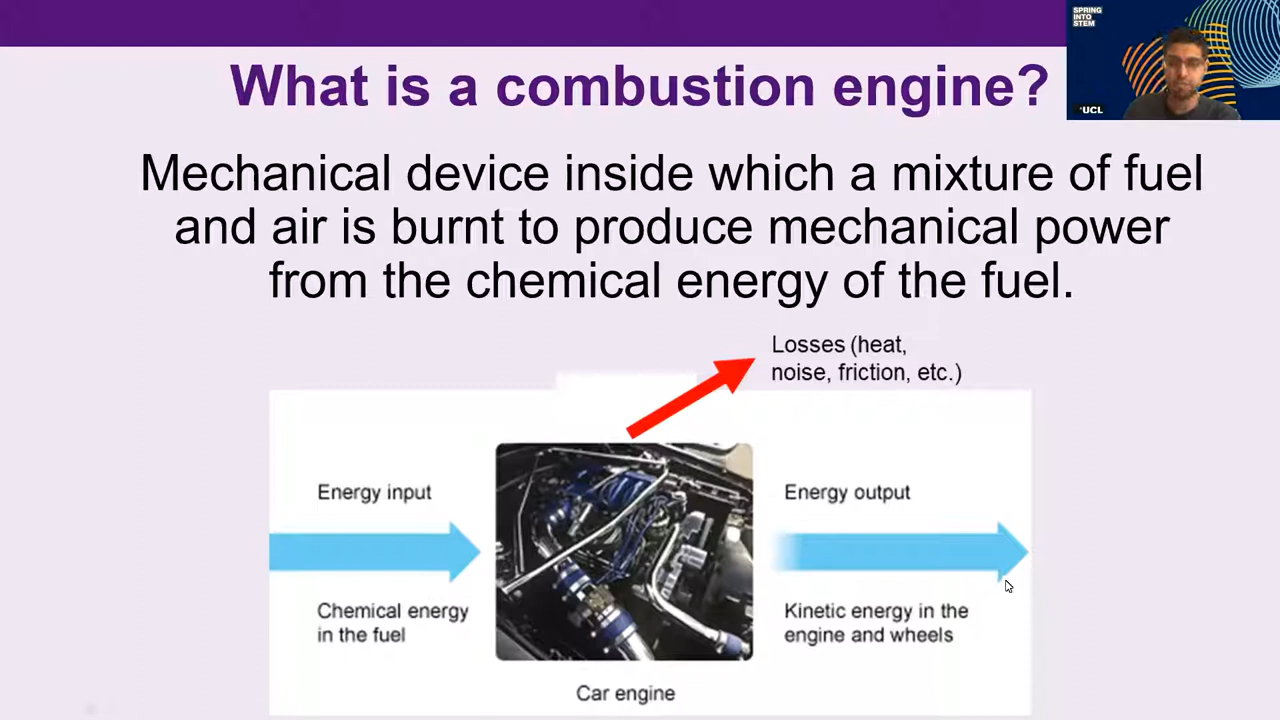 SPRING
INTO
STEM
What is a combustion engine?
UCL
Mechanical device inside which a mixture of fuel
and air is burnt to produce mechanical power
from the chemical energy of the fuel.
Losses (heat,
noise, friction, etc.)
Energy input
Energy output
Chemical energy
in the fuel
Kinetic energy in the
engine and wheels
Car engine